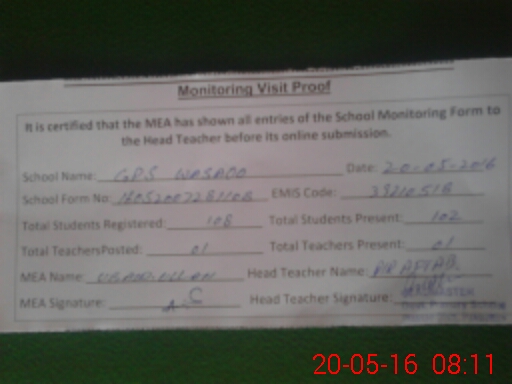 Monitoring Visit Proof
It is certified that the MEA has shown all entries of the School Monitoring Form to
the Head Teacher before its online submission.
School Name: GPS WASABO Date: 20-05-2016
School Form No: EMIS Code:
Total Students Registered: 108 Total Students Present: 102
Total TeachersPosted: 01 Total Teachers Present: 01
MEA Name: Head Teacher Name: AFTAB
MEA Signature: Head Teacher Signature:
20-05-16 08:11